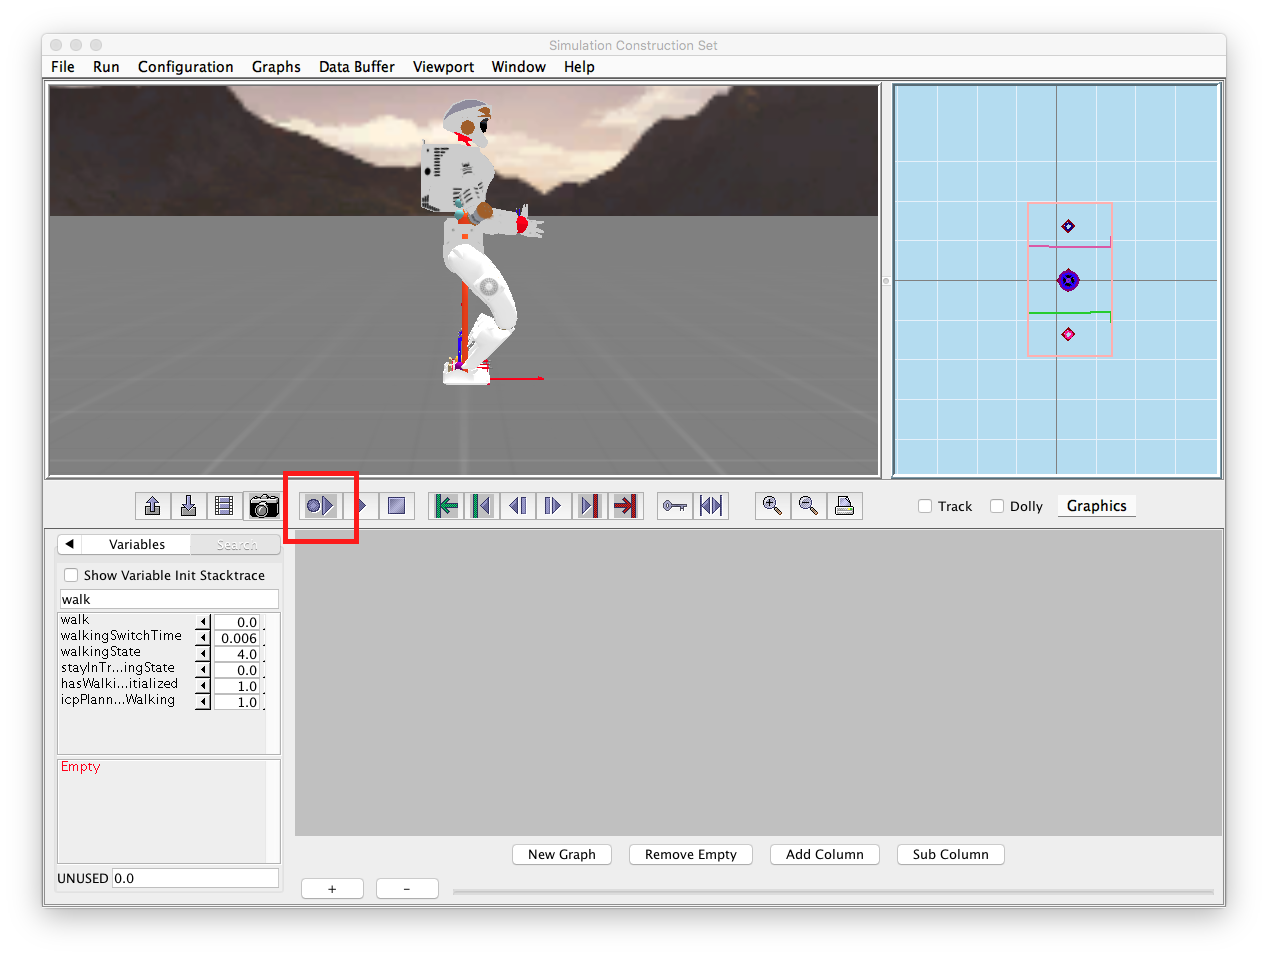 Simulation Construction Set
File Run Configuration Graphs Data Buffer Viewport Window Help
Track Dolly Graphics
Variables Search
Show Variable Init Stacktrace
walk
walk 0.0
walkingSwitchTime 0.006
walkingState 4.0
stayInTr...ingState 0.0
hasWalki...itialized 1.0
icpPlann...Walking 1.0
Empty
UNUSED 0.0
New Graph Remove Empty Add Column Sub Column
+ -